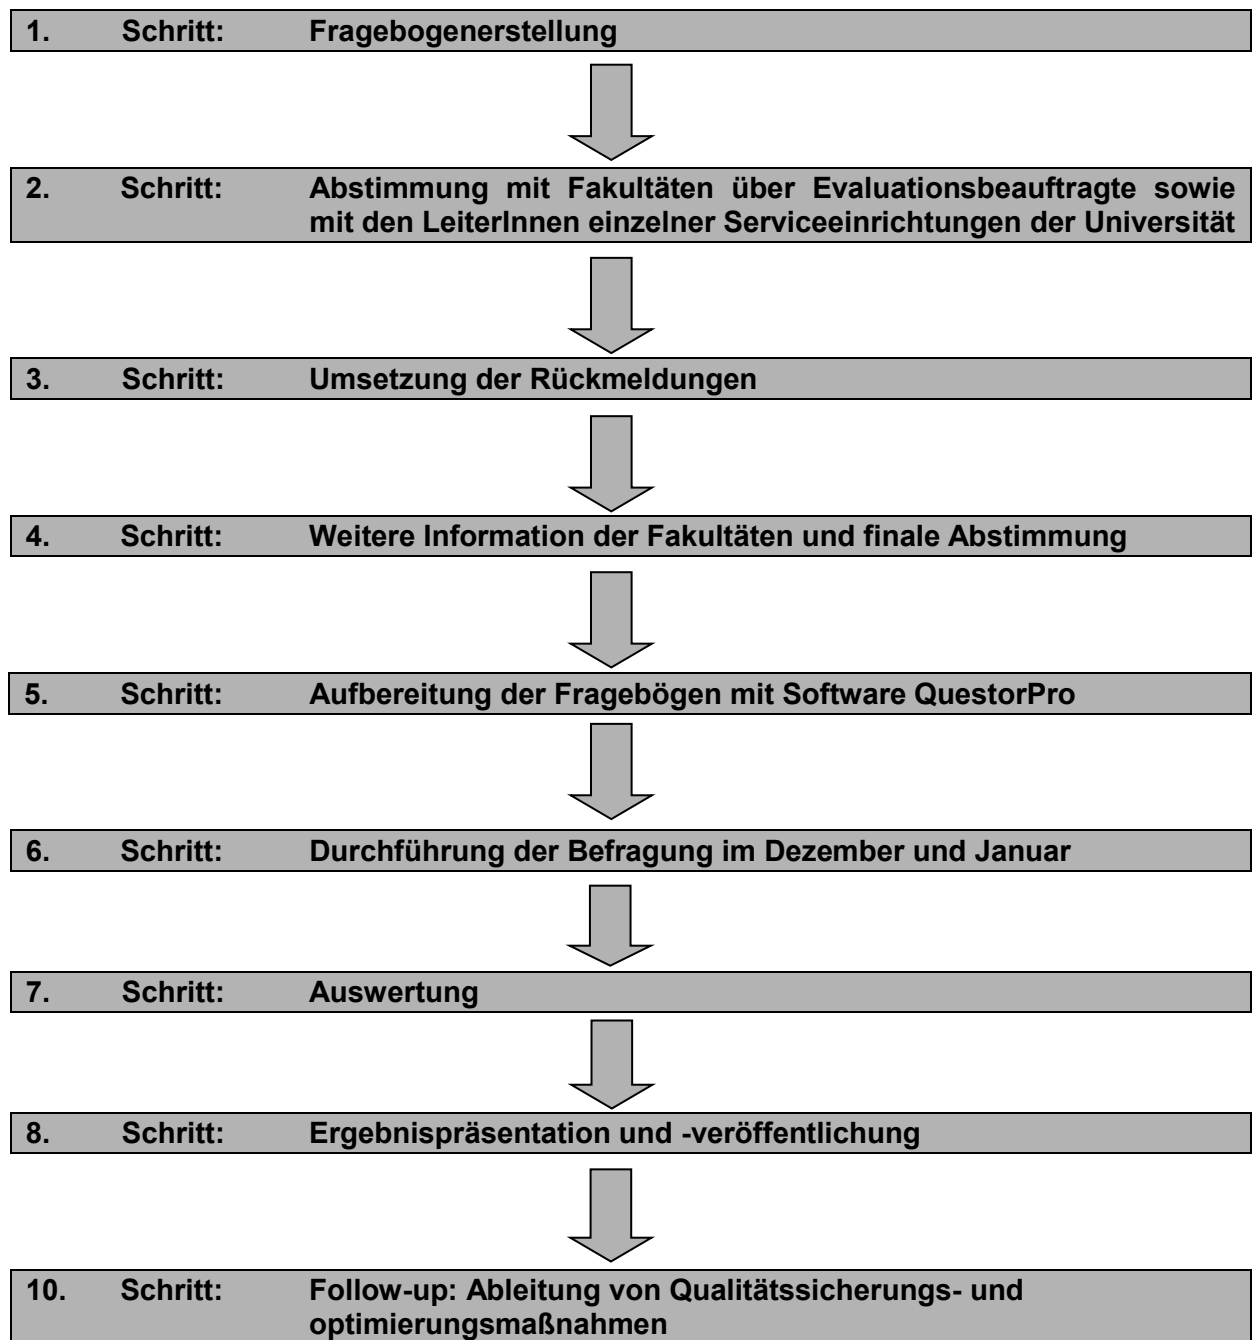 1. Schritt: Fragebogenerstellung
2. Schritt: Abstimmung mit Fakultäten über Evaluationsbeauftragte sowie
mit den LeiterInnen einzelner Serviceeinrichtungen der Universität
3. Schritt: Umsetzung der Rückmeldungen
4. Schritt: Weitere Information der Fakultäten und finale Abstimmung
5. Schritt: Aufbereitung der Fragebögen mit Software QuestorPro
6. Schritt: Durchführung der Befragung im Dezember und Januar
7. Schritt: Auswertung
8. Schritt: Ergebnispräsentation und -veröffentlichung
10. Schritt: Follow-up: Ableitung von Qualitätssicherungs- und
optimierungsmaßnahmen